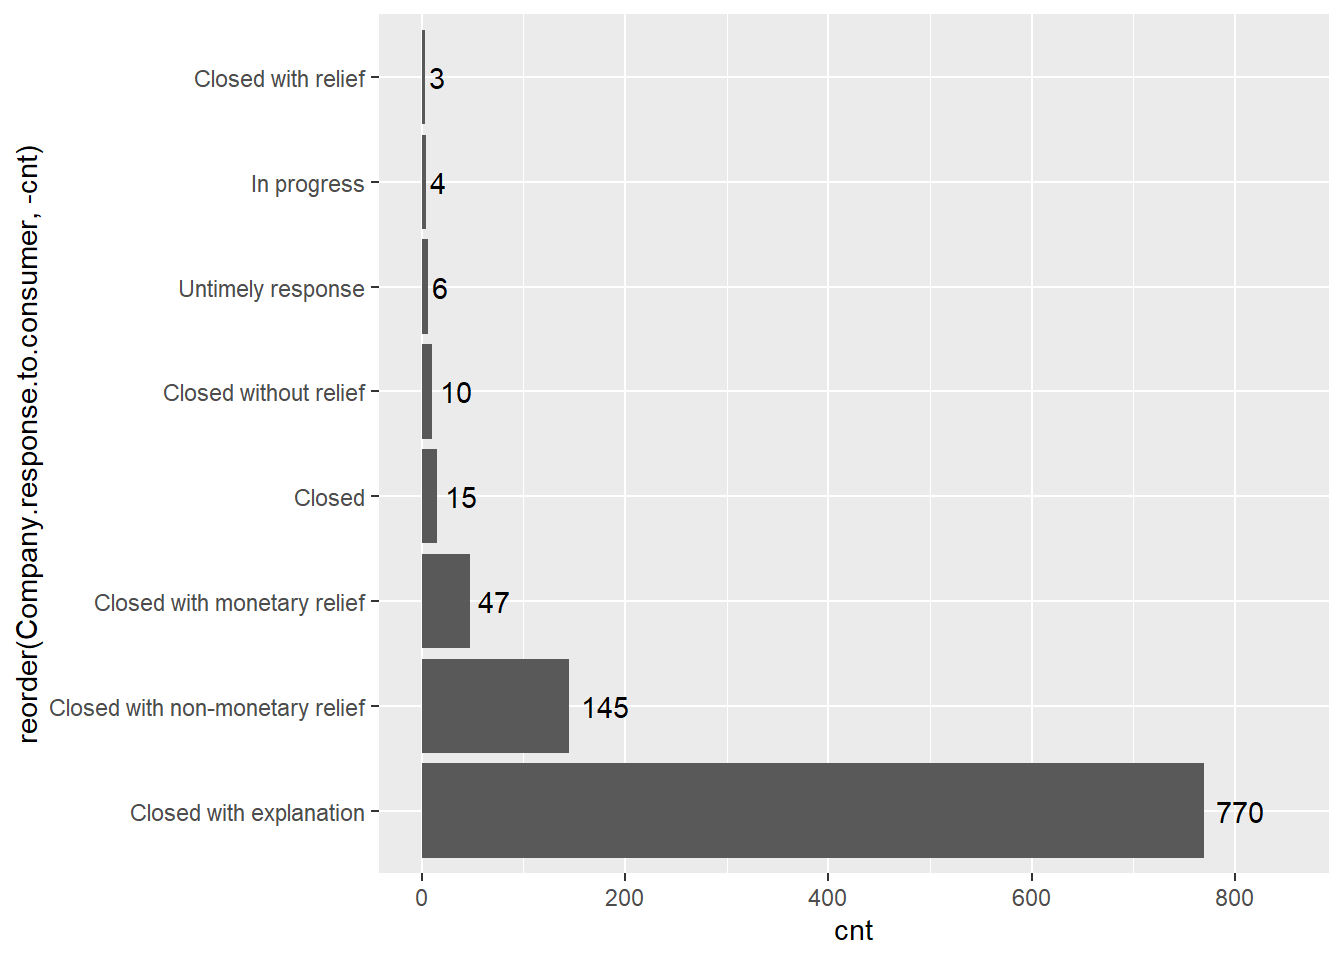 reorder(Company.response.to.consumer, -cnt)
Closed with relief
3
In progress
4
Untimely response
6
Closed without relief
10
Closed
15
Closed with monetary relief
47
Closed with non-monetary relief
145
Closed with explanation
770
0
200
400
600
800
cnt